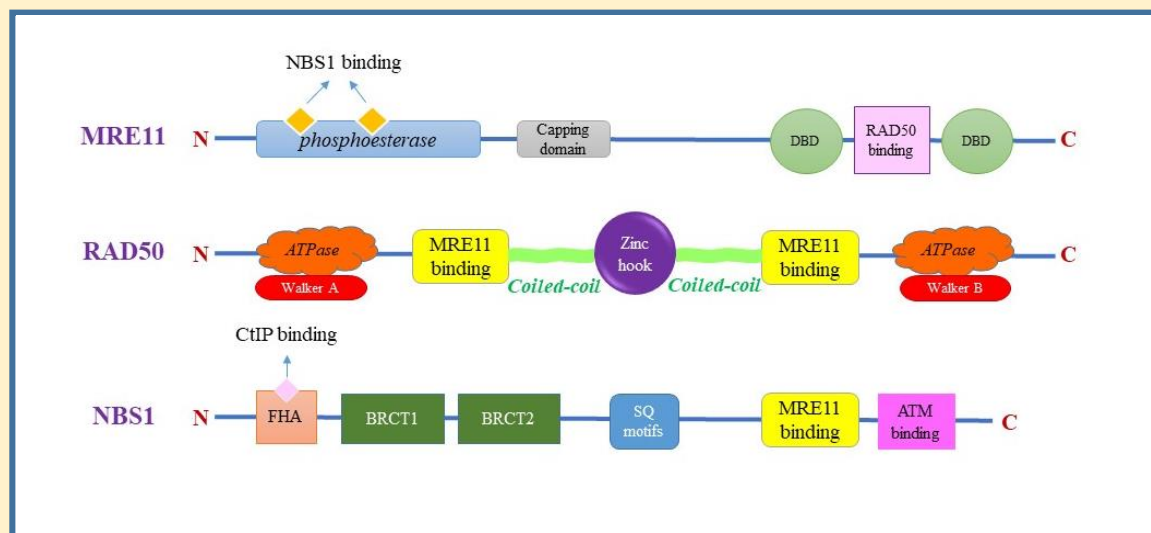 NBS1 binding
MRE11
N
phosphoesterase
Capping
domain
DBD
RAD50
binding
DBD
C
RAD50
N
ATPase
Walker A
MRE11
binding
Coiled-coil
Zinc
hook
Coiled-coil
MRE11
binding
ATPase
Walker B
C
CtIP binding
NBS1
N
FHA
BRCT1
BRCT2
SQ
motifs
MRE11
binding
ATM
binding
C